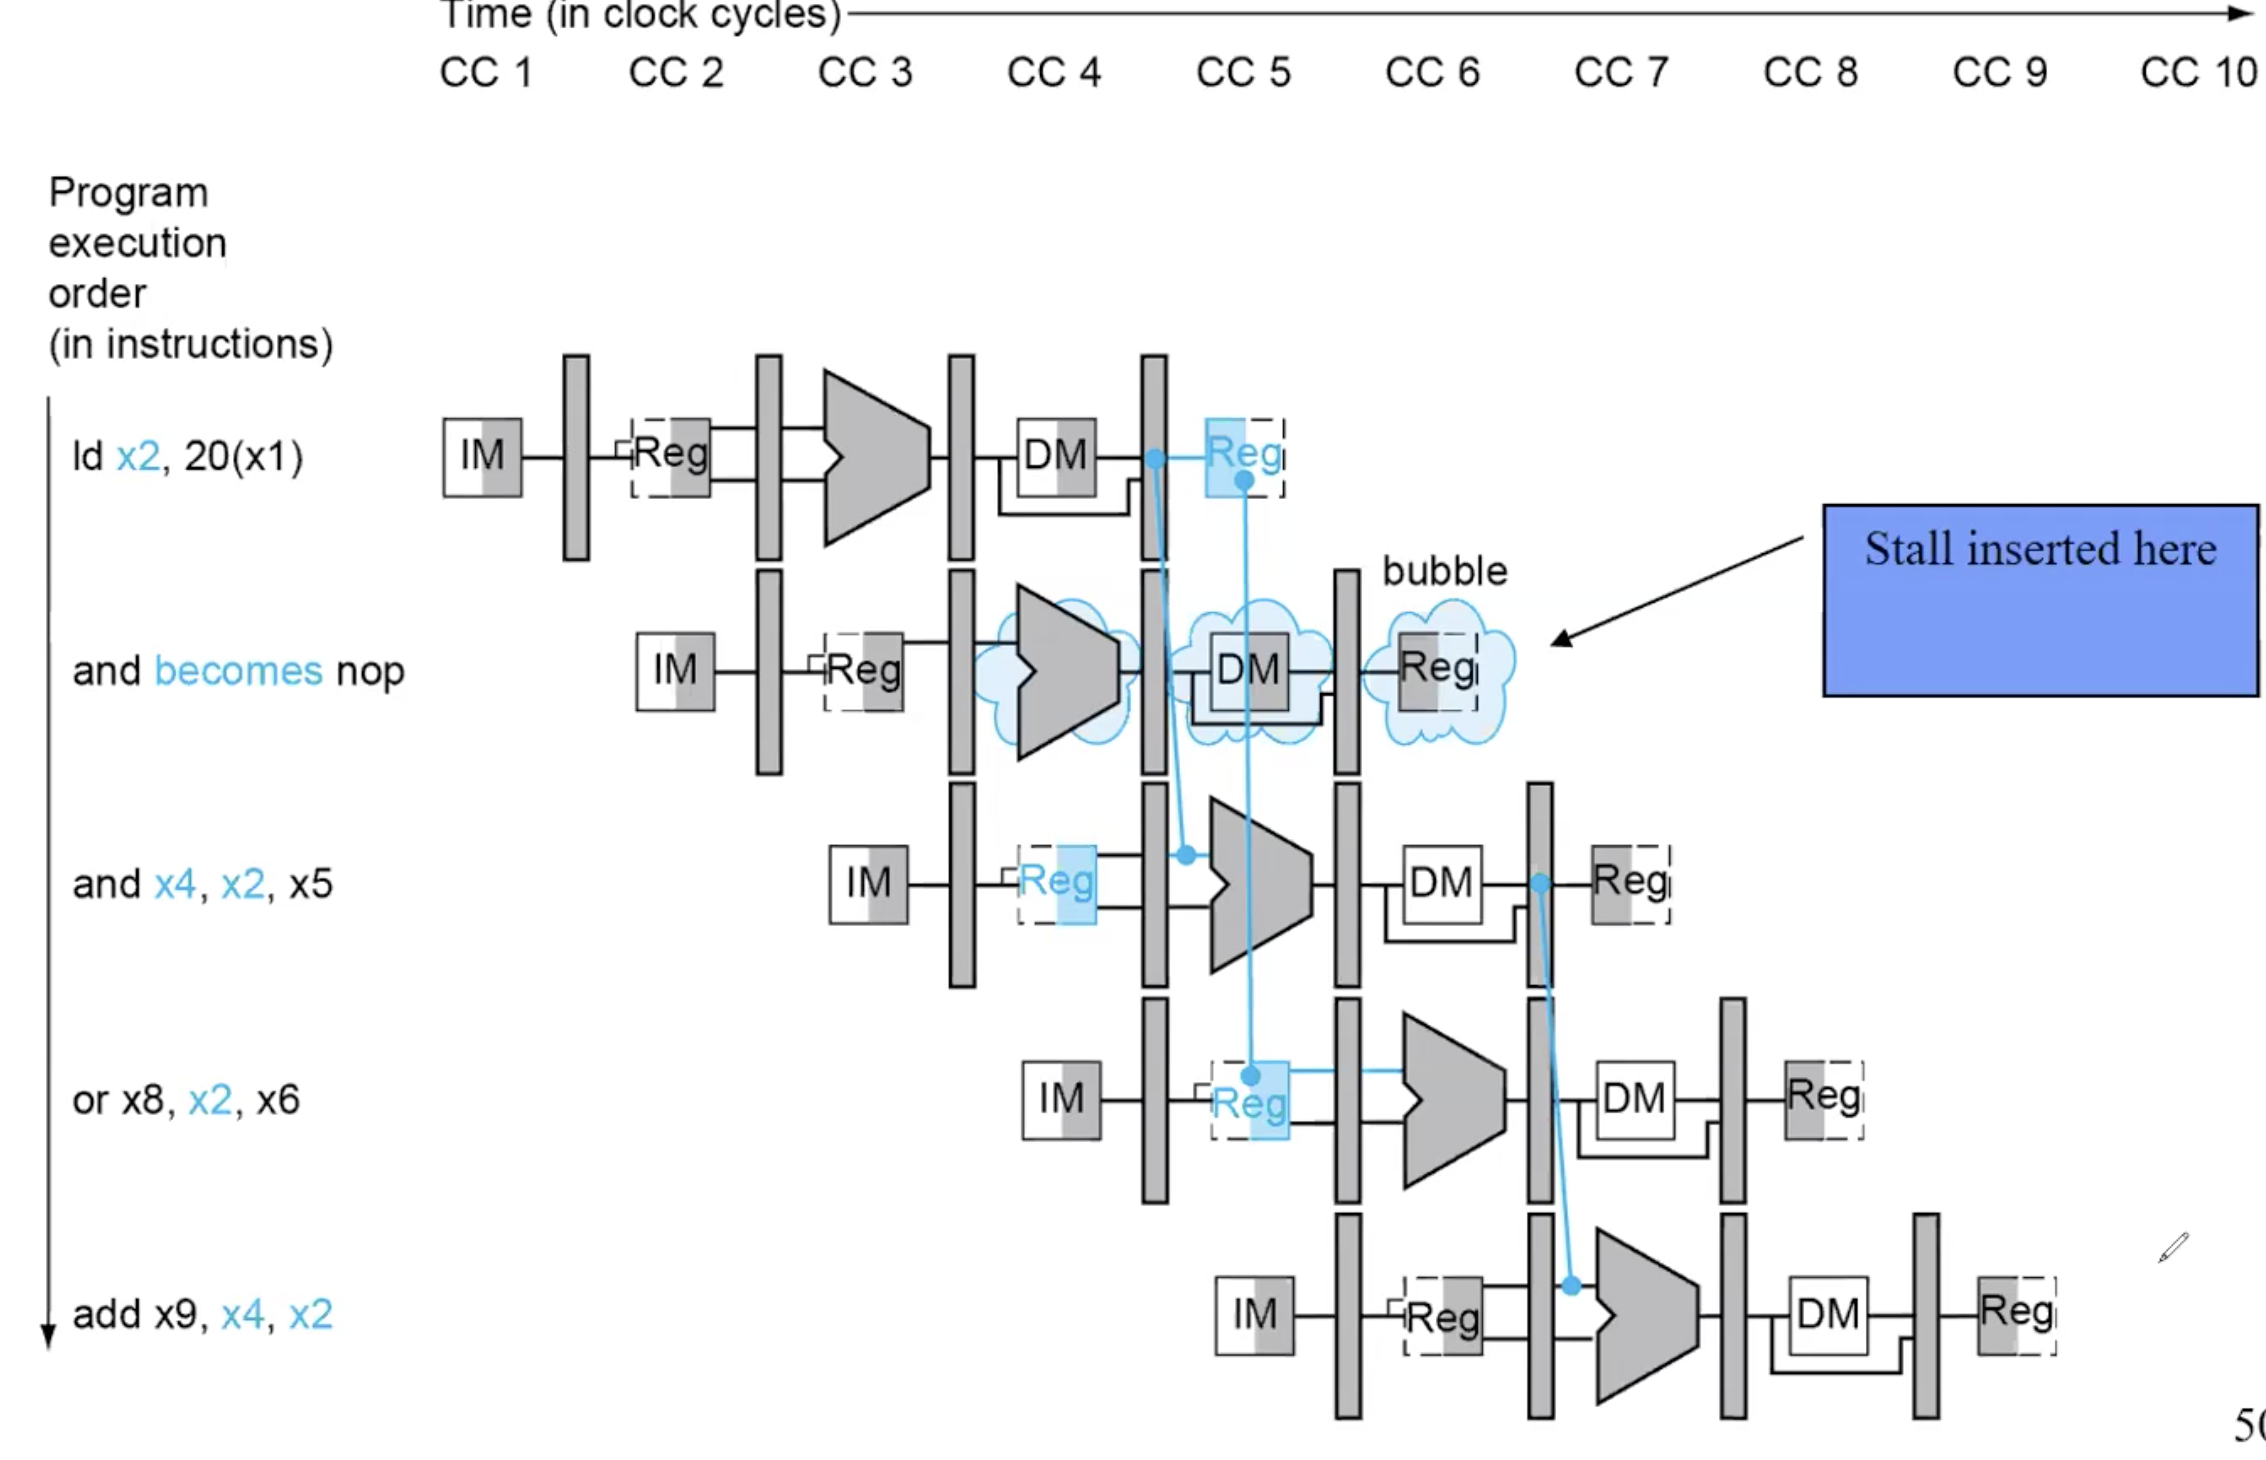 Time (in clock cycles)
CC 1 CC 2 CC 3 CC 4 CC 5 CC 6 CC 7 CC 8 CC 9 CC 10
Program
execution
order
(in instructions)
ld x2, 20(x1) IM Reg DM Reg
Stall inserted here
bubble
and becomes nop IM Reg DM Reg
and x4, x2, x5 IM Reg DM Reg
or x8, x2, x6 IM Reg DM Reg
add x9, x4, x2 IM Reg DM Reg